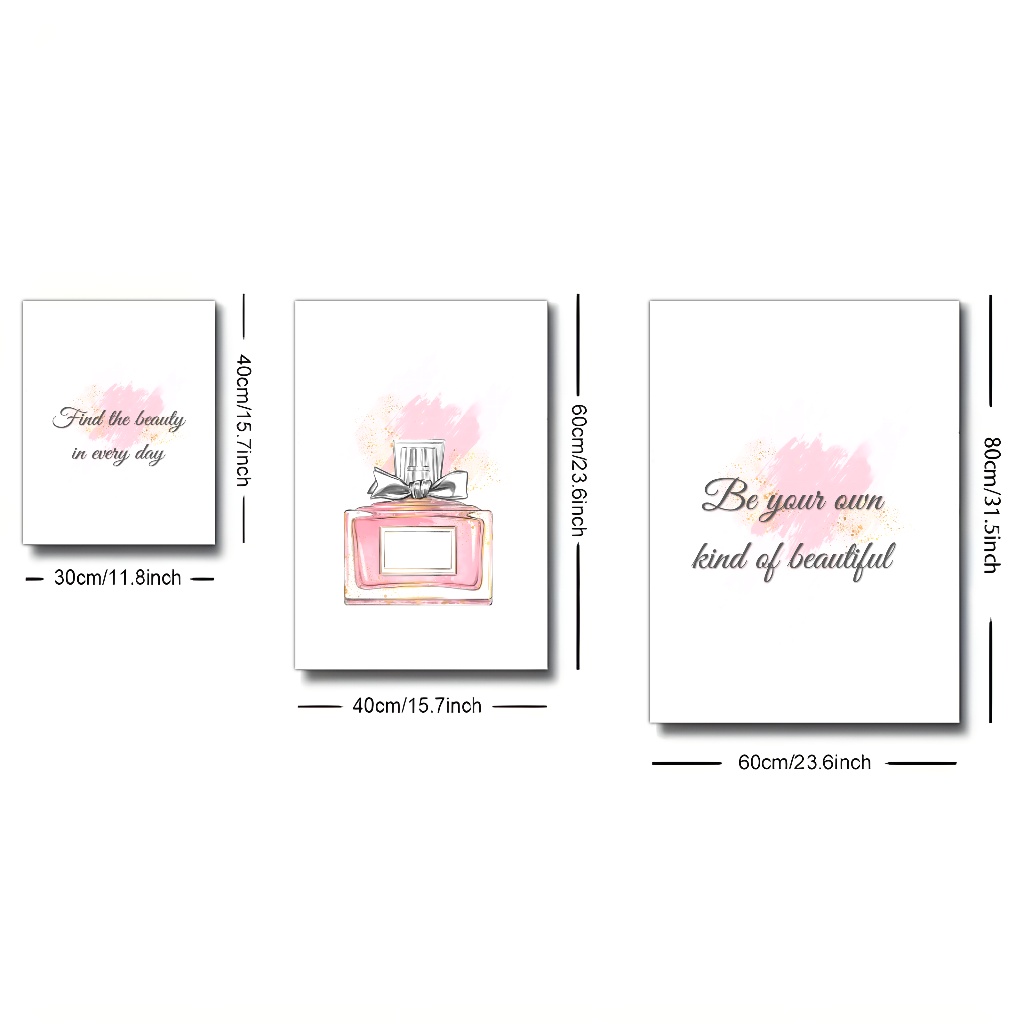 Find the beauty
in every day
40cm/15.7inch
30cm/11.8inch
60cm/23.6inch
40cm/15.7inch
Be your own
kind of beautiful
80cm/31.5inch
60cm/23.6inch